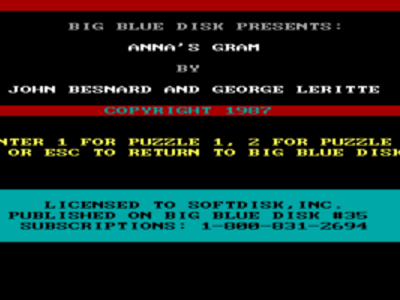 BIG BLUE DISK PRESENTS:
ANNA'S GRAM
BY
JOHN BESNARD AND GEORGE LERITTE
COPYRIGHT 1987
NTER 1 FOR PUZZLE 1, 2 FOR PUZZLE
OR ESC TO RETURN TO BIG BLUE DISK
LICENSED TO SOFTDISK,INC.
PUBLISHED ON BIG BLUE DISK #35
SUBSCRIPTIONS: 1-800-831-2694